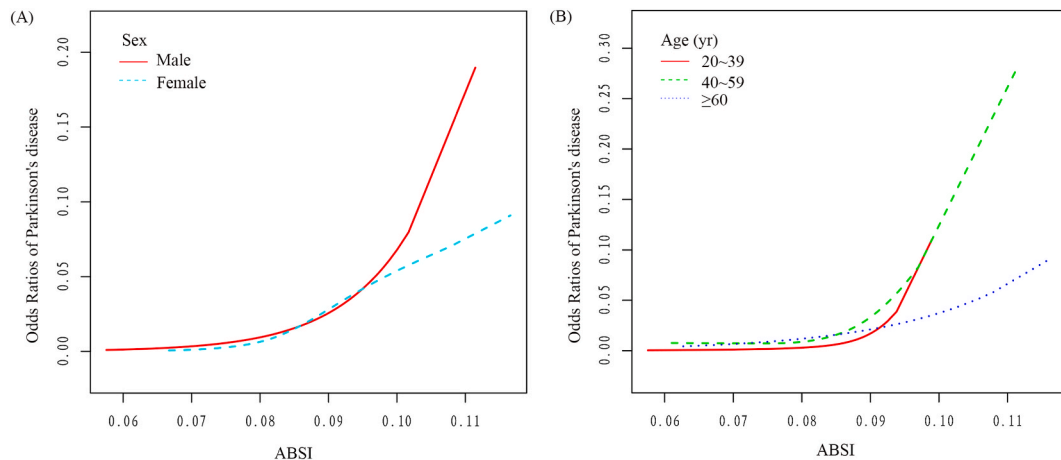 (A)
Sex
Male
Female
Odds Ratios of Parkinson's disease
0.20
0.15
0.10
0.05
0.00
0.06 0.07 0.08 0.09 0.10 0.11
ABSI
(B)
Age (yr)
20~39
40~59
≥60
Odds Ratios of Parkinson's disease
0.30
0.25
0.20
0.15
0.10
0.05
0.00
0.06 0.07 0.08 0.09 0.10 0.11
ABSI